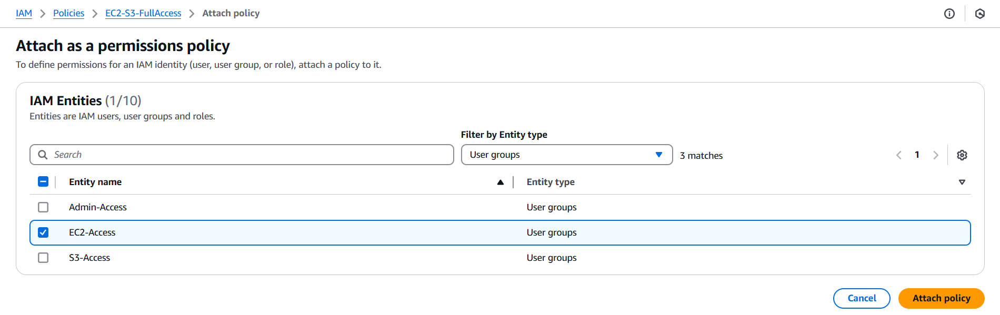 IAM > Policies > EC2-S3-FullAccess > Attach policy
Attach as a permissions policy
To define permissions for an IAM identity (user, user group, or role), attach a policy to it.
IAM Entities (1/10)
Entities are IAM users, user groups and roles.
Filter by Entity type
Search User groups 3 matches 1
Entity name Entity type
Admin-Access User groups
EC2-Access User groups
S3-Access User groups
Cancel Attach policy